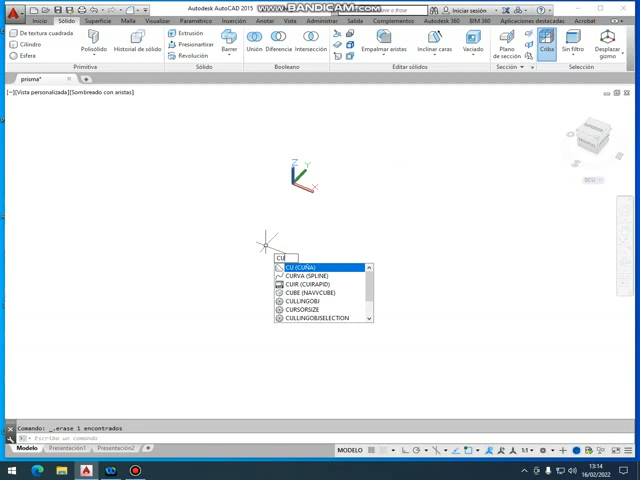 Autodesk AutoCAD 2015
WWW.BANDICAM.COM
Iniciar sesión
Inicio Sólido Superficie Malla Visualizar Paramétrico Inserción Anotar Vista Administrar Salida Complementos Autodesk 360 BIM 360 Aplicaciones destacadas Acrobat
De textura cuadrada
Cilindro
Esfera
Polisólido
Historial de sólido
Extrusión
Presionartirar
Revolución
Barrer
Unión Diferencia Intersección
Empalmar aristas
Inclinar caras
Vaciado
Plano
de sección
Criba
Sin filtro
Desplazar
gizmo
Primitiva Sólido Booleano Editar sólidos Sección Selección
prisma*
[−][Vista personalizada][Sombreado con aristas]
Z
Y
X
SCU
CU
CU (CUÑA)
CURVA (SPLINE)
CUIR (CUIRAPID)
CUBE (NAVVCUBE)
CULLINGOBJ
CURSORSIZE
CULLINGOBJSELECTION
Comando: _.erase 1 encontrados
Escriba un comando
Modelo Presentación1 Presentación2
MODELO
1:1
13:14
16/02/2022